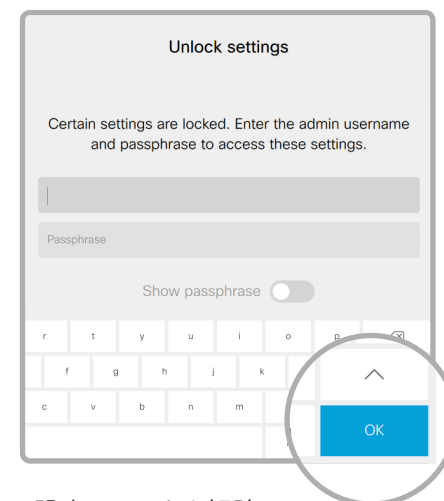 Unlock settings
Certain settings are locked. Enter the admin username
and passphrase to access these settings.
Passphrase
Show passphrase
r t y u i o p
f g h j k
c v b n m
OK